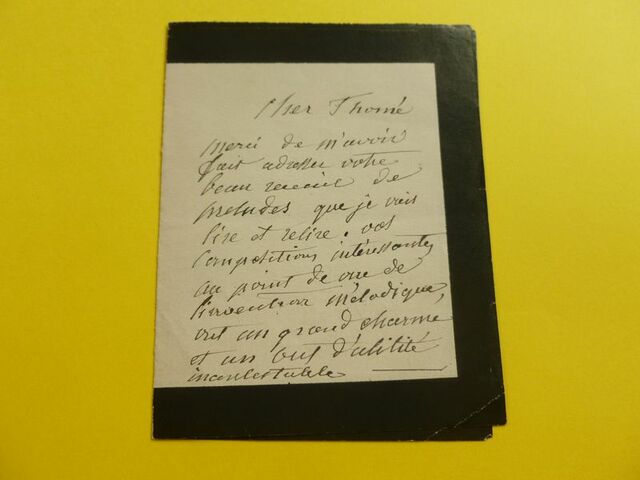 Cher Thomé
Merci de m'avoir
fait adresser votre
beau recueil de
préludes que je vais
lire et relire. vos
compositions intéressantes
au point de vue de
l'invention mélodique,
ont un grand charme
et un but d'utilité
incontestable